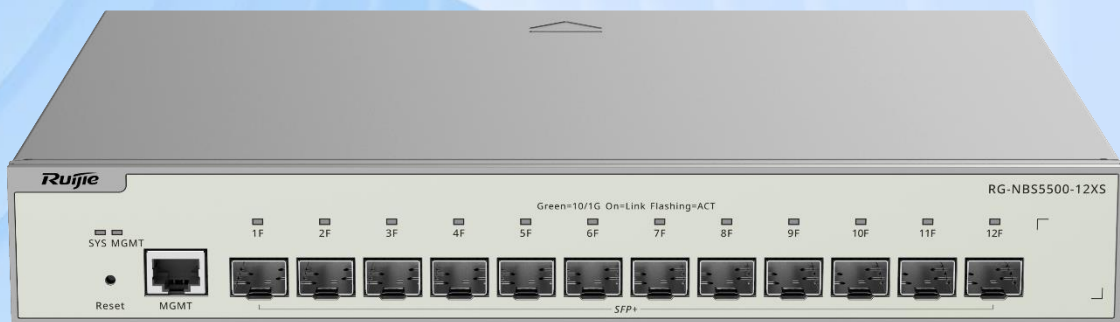 Ruijie
RG-NBS5500-12XS
Green=10/1G On=Link Flashing=ACT
SYS MGMT
1F 2F 3F 4F 5F 6F 7F 8F 9F 10F 11F 12F
Reset MGMT
SFP+